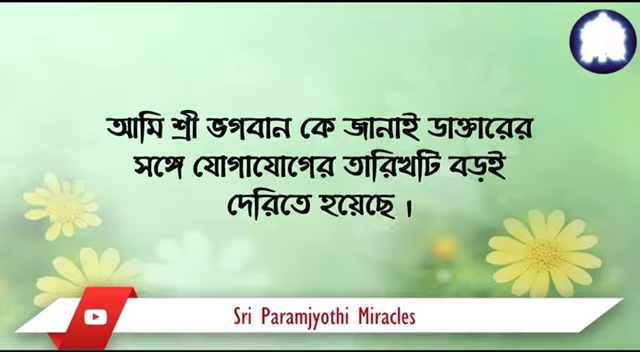 আমি শ্রী ভগবান কে জানাই ডাক্তারের
সঙ্গে যোগাযোগের তারিখটি বড়ই
দেরিতে হয়েছে ।
Sri Paramjyothi Miracles